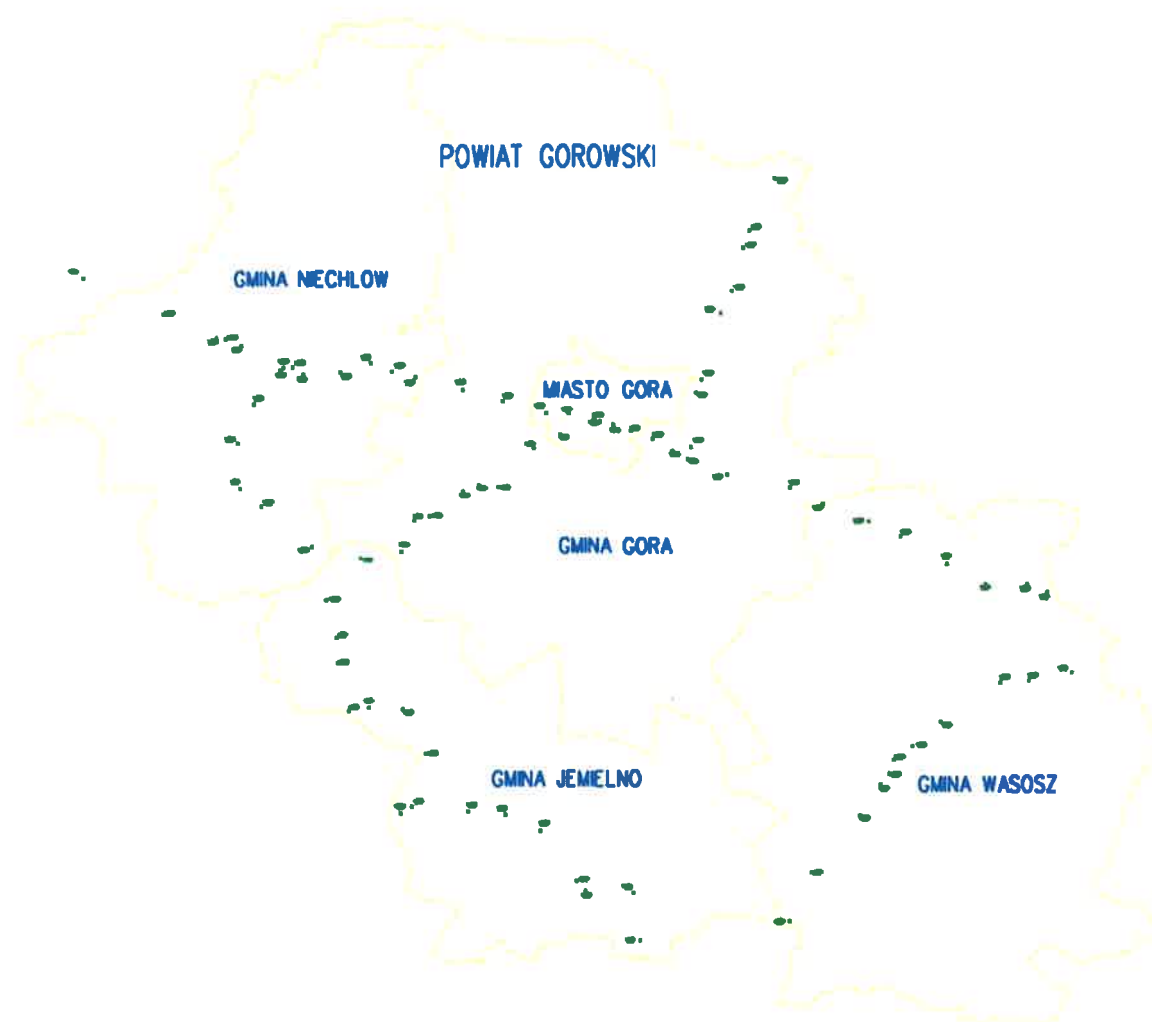 POWIAT GOROWSKI
GMINA NIECHLOW
MIASTO GORA
GMINA GORA
GMINA JEMIELNO
GMINA WASOSZ